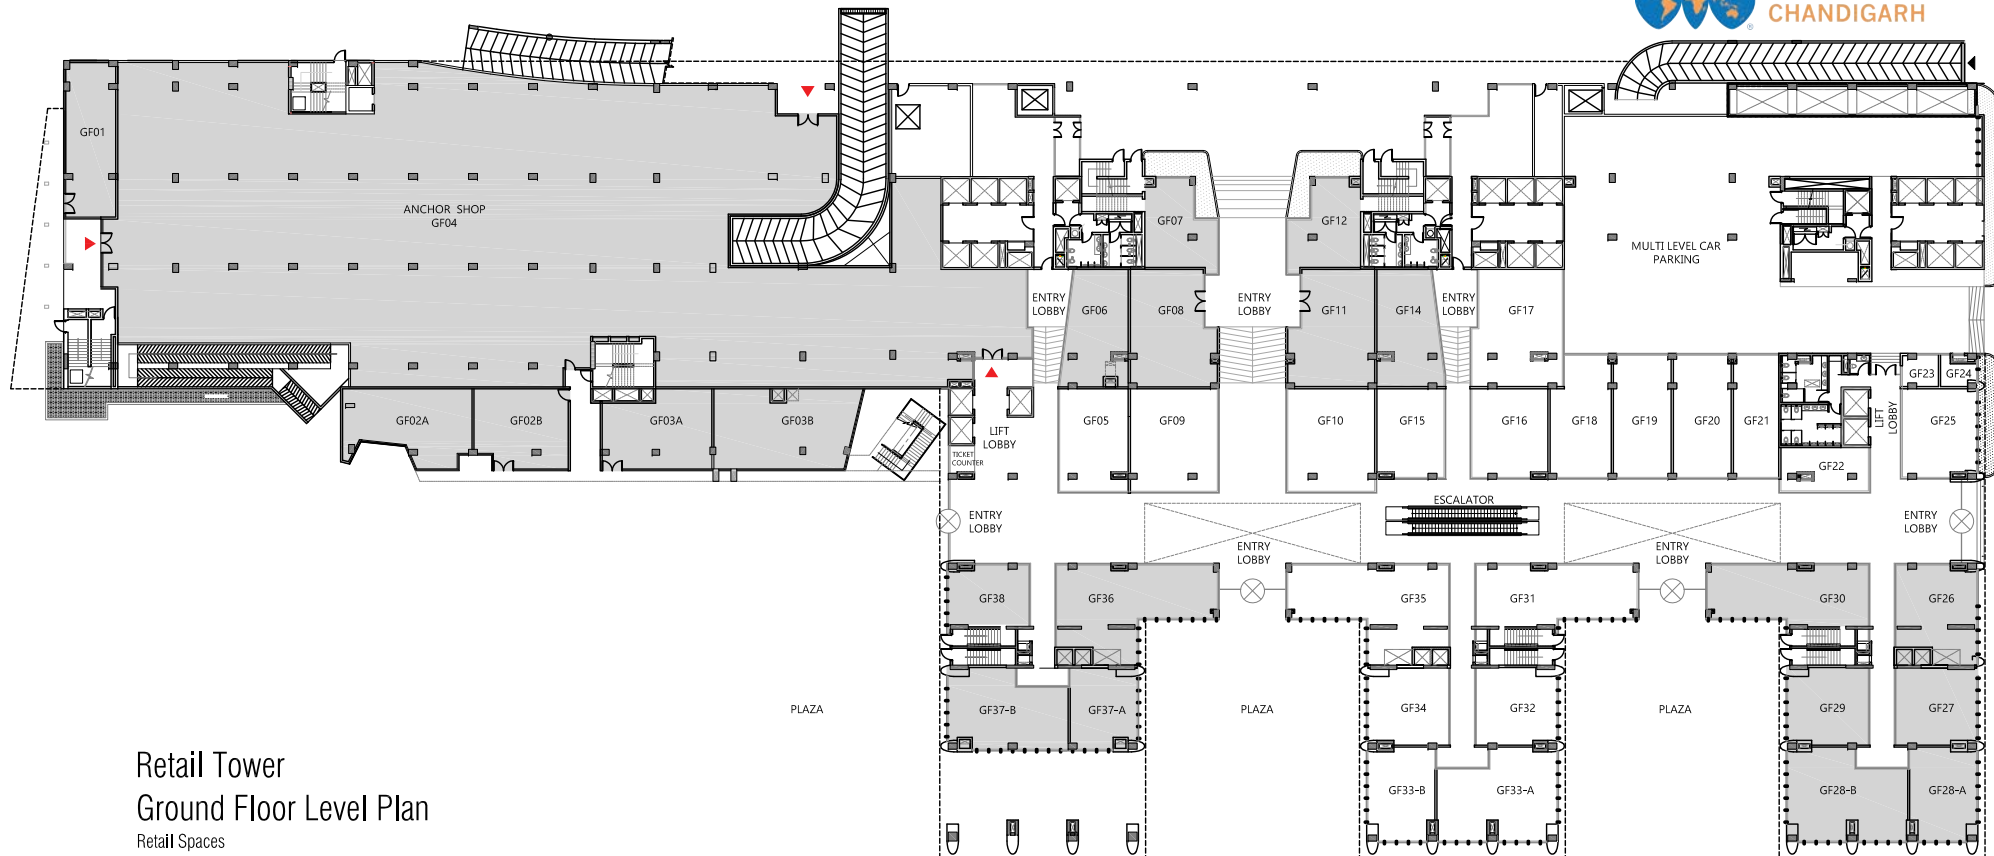 CHANDIGARH
GF01
ANCHOR SHOP
GF04
GF07
GF12
MULTI LEVEL CAR
PARKING
ENTRY
LOBBY
GF06
GF08
ENTRY
LOBBY
GF11
GF14
ENTRY
LOBBY
GF17
GF23
GF24
GF02A
GF02B
GF03A
GF03B
LIFT
LOBBY
TICKET
COUNTER
GF05
GF09
GF10
GF15
GF16
GF18
GF19
GF20
GF21
LIFT
LOBBY
GF25
GF22
ESCALATOR
ENTRY
LOBBY
ENTRY
LOBBY
ENTRY
LOBBY
ENTRY
LOBBY
GF38
GF36
GF35
GF31
GF30
GF26
GF37-B
GF37-A
GF34
GF32
GF29
GF27
PLAZA
PLAZA
PLAZA
GF33-B
GF33-A
GF28-B
GF28-A
Retail Tower
Ground Floor Level Plan
Retail Spaces